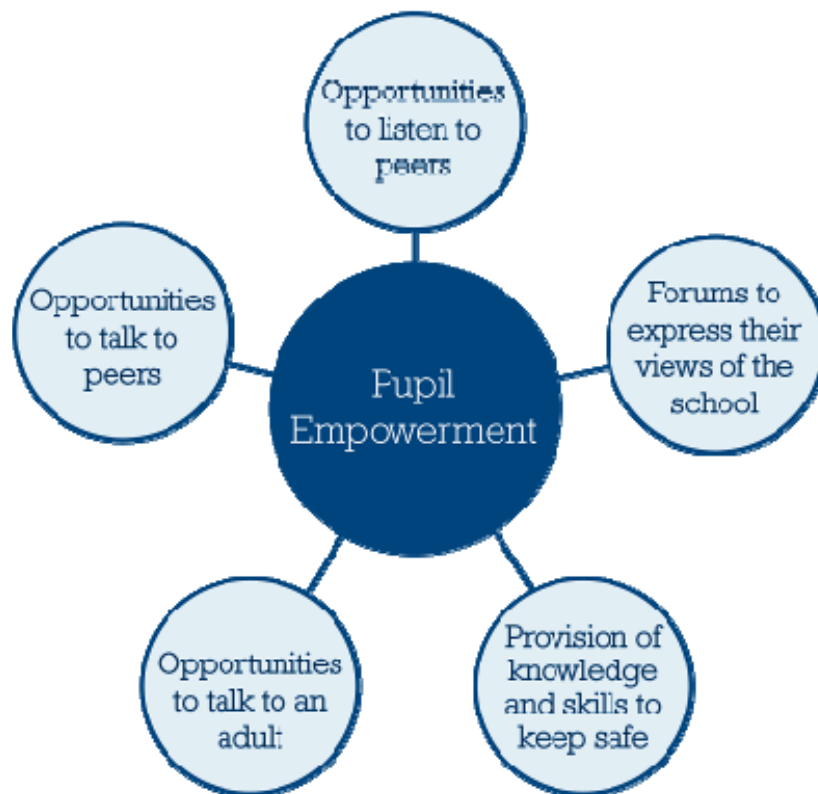 Opportunities
to listen to
peers
Forums to
express their
views of the
school
Provision of
knowledge
and skills to
keep safe
Opportunities
to talk to an
adult
Opportunities
to talk to
peers
Pupil
Empowerment